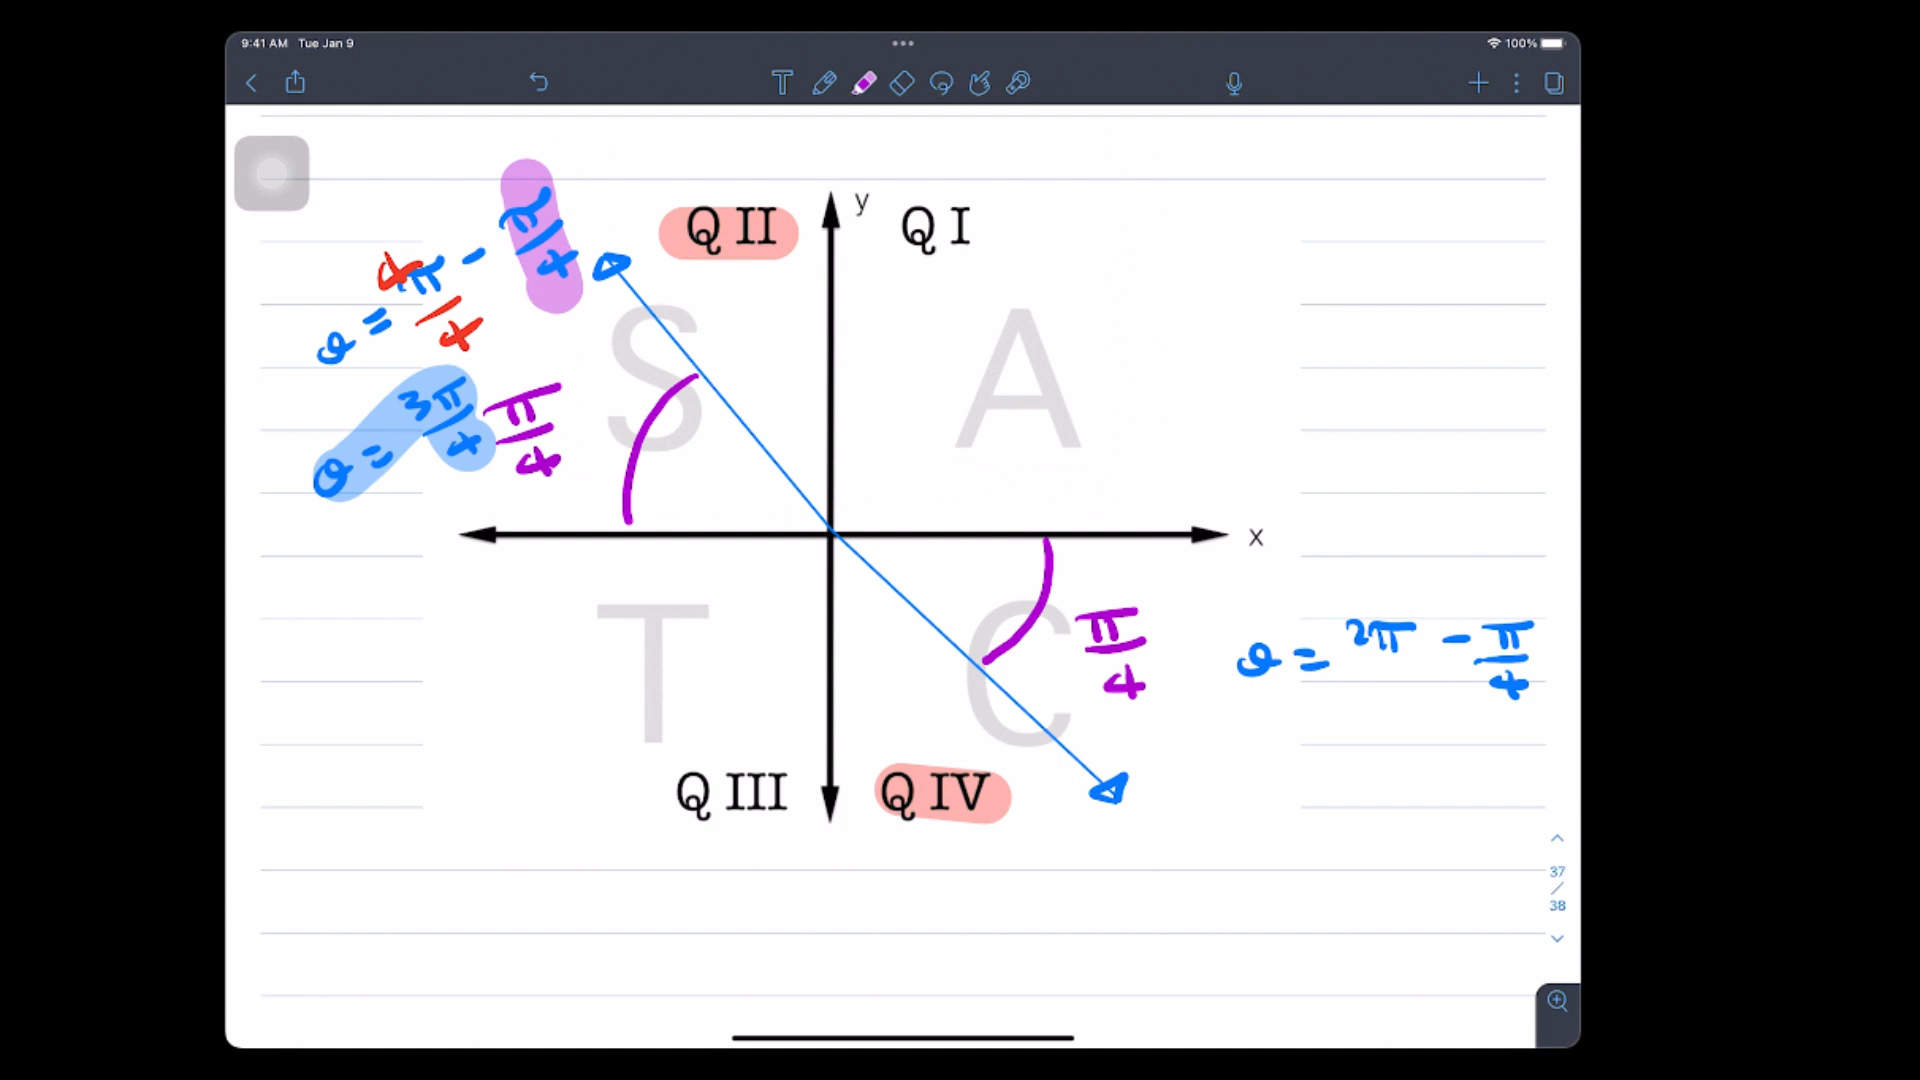 9:41 AM Tue Jan 9
100%
y
Q II
Q I
θ = 4π/4 - π/4
θ = 3π/4
π/4
S
A
x
T
C
π/4
θ = 2π - π/4
Q III
Q IV
37
/
38